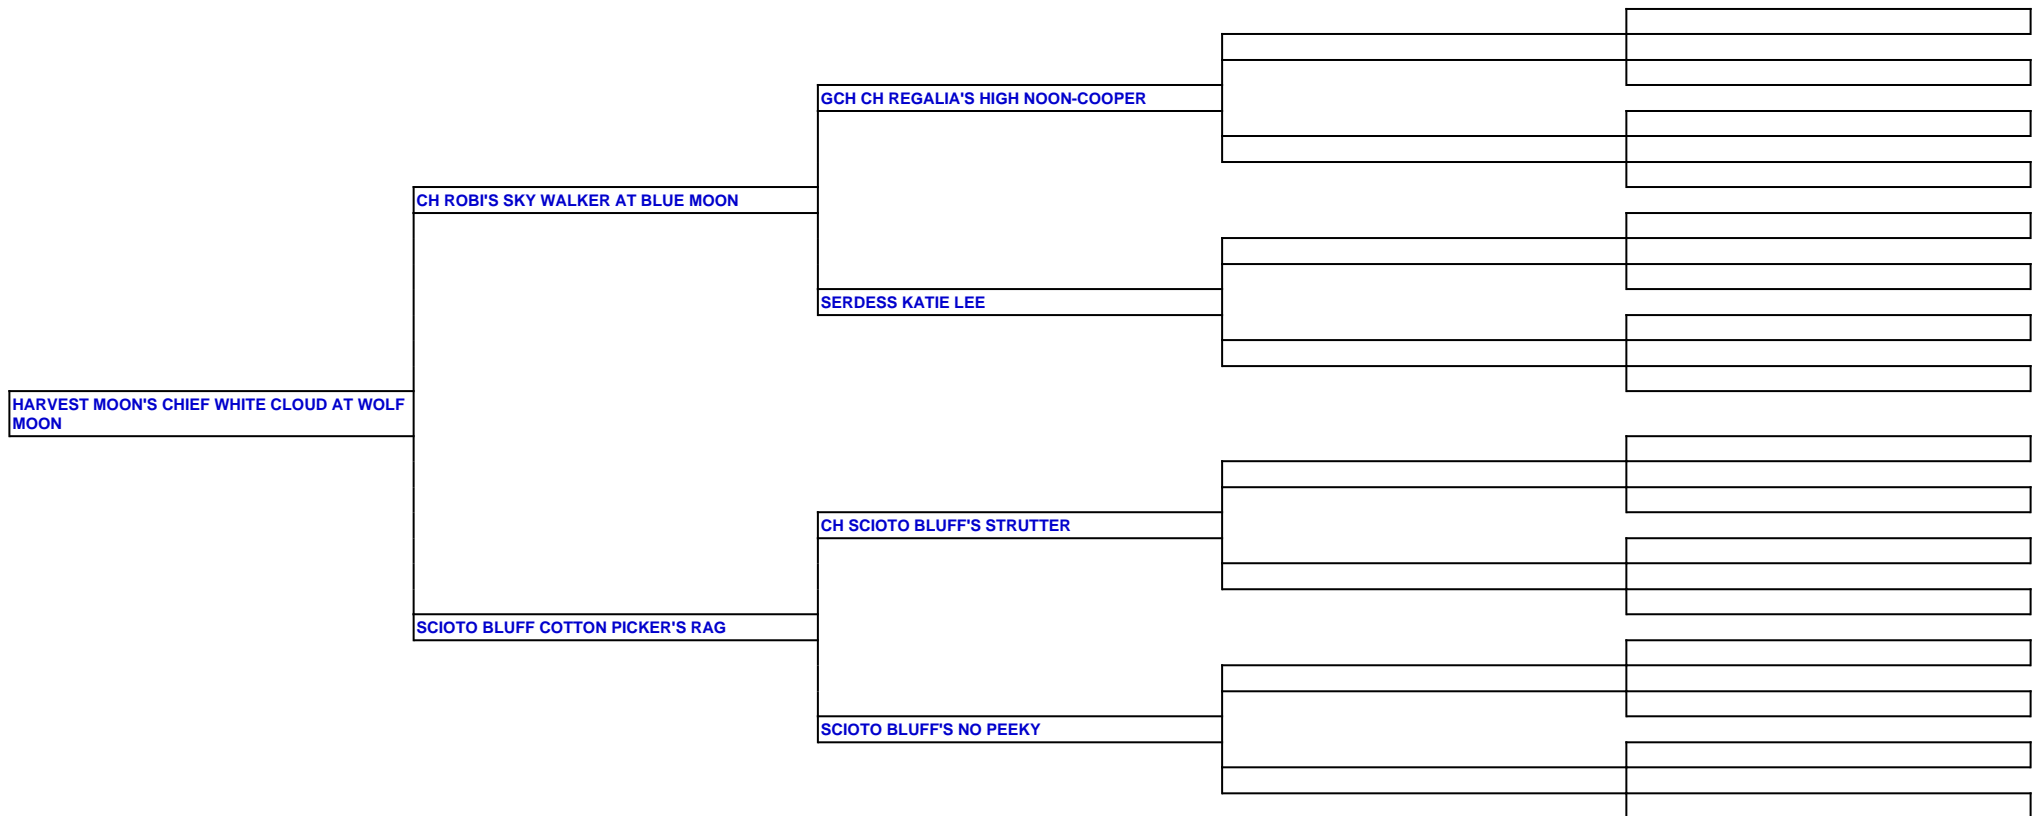 GCH CH REGALIA'S HIGH NOON-COOPER
CH ROBI'S SKY WALKER AT BLUE MOON
SERDESS KATIE LEE
HARVEST MOON'S CHIEF WHITE CLOUD AT WOLF
MOON
CH SCIOTO BLUFF'S STRUTTER
SCIOTO BLUFF COTTON PICKER'S RAG
SCIOTO BLUFF'S NO PEEKY